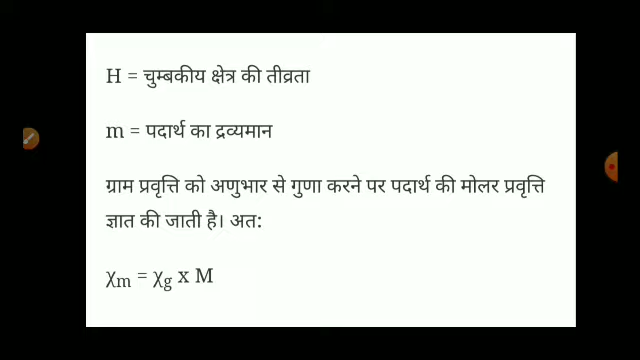 H = चुम्बकीय क्षेत्र की तीव्रता
m = पदार्थ का द्रव्यमान
ग्राम प्रवृत्ति को अणुभार से गुणा करने पर पदार्थ की मोलर प्रवृत्ति
ज्ञात की जाती है। अत:
χm = χg x M